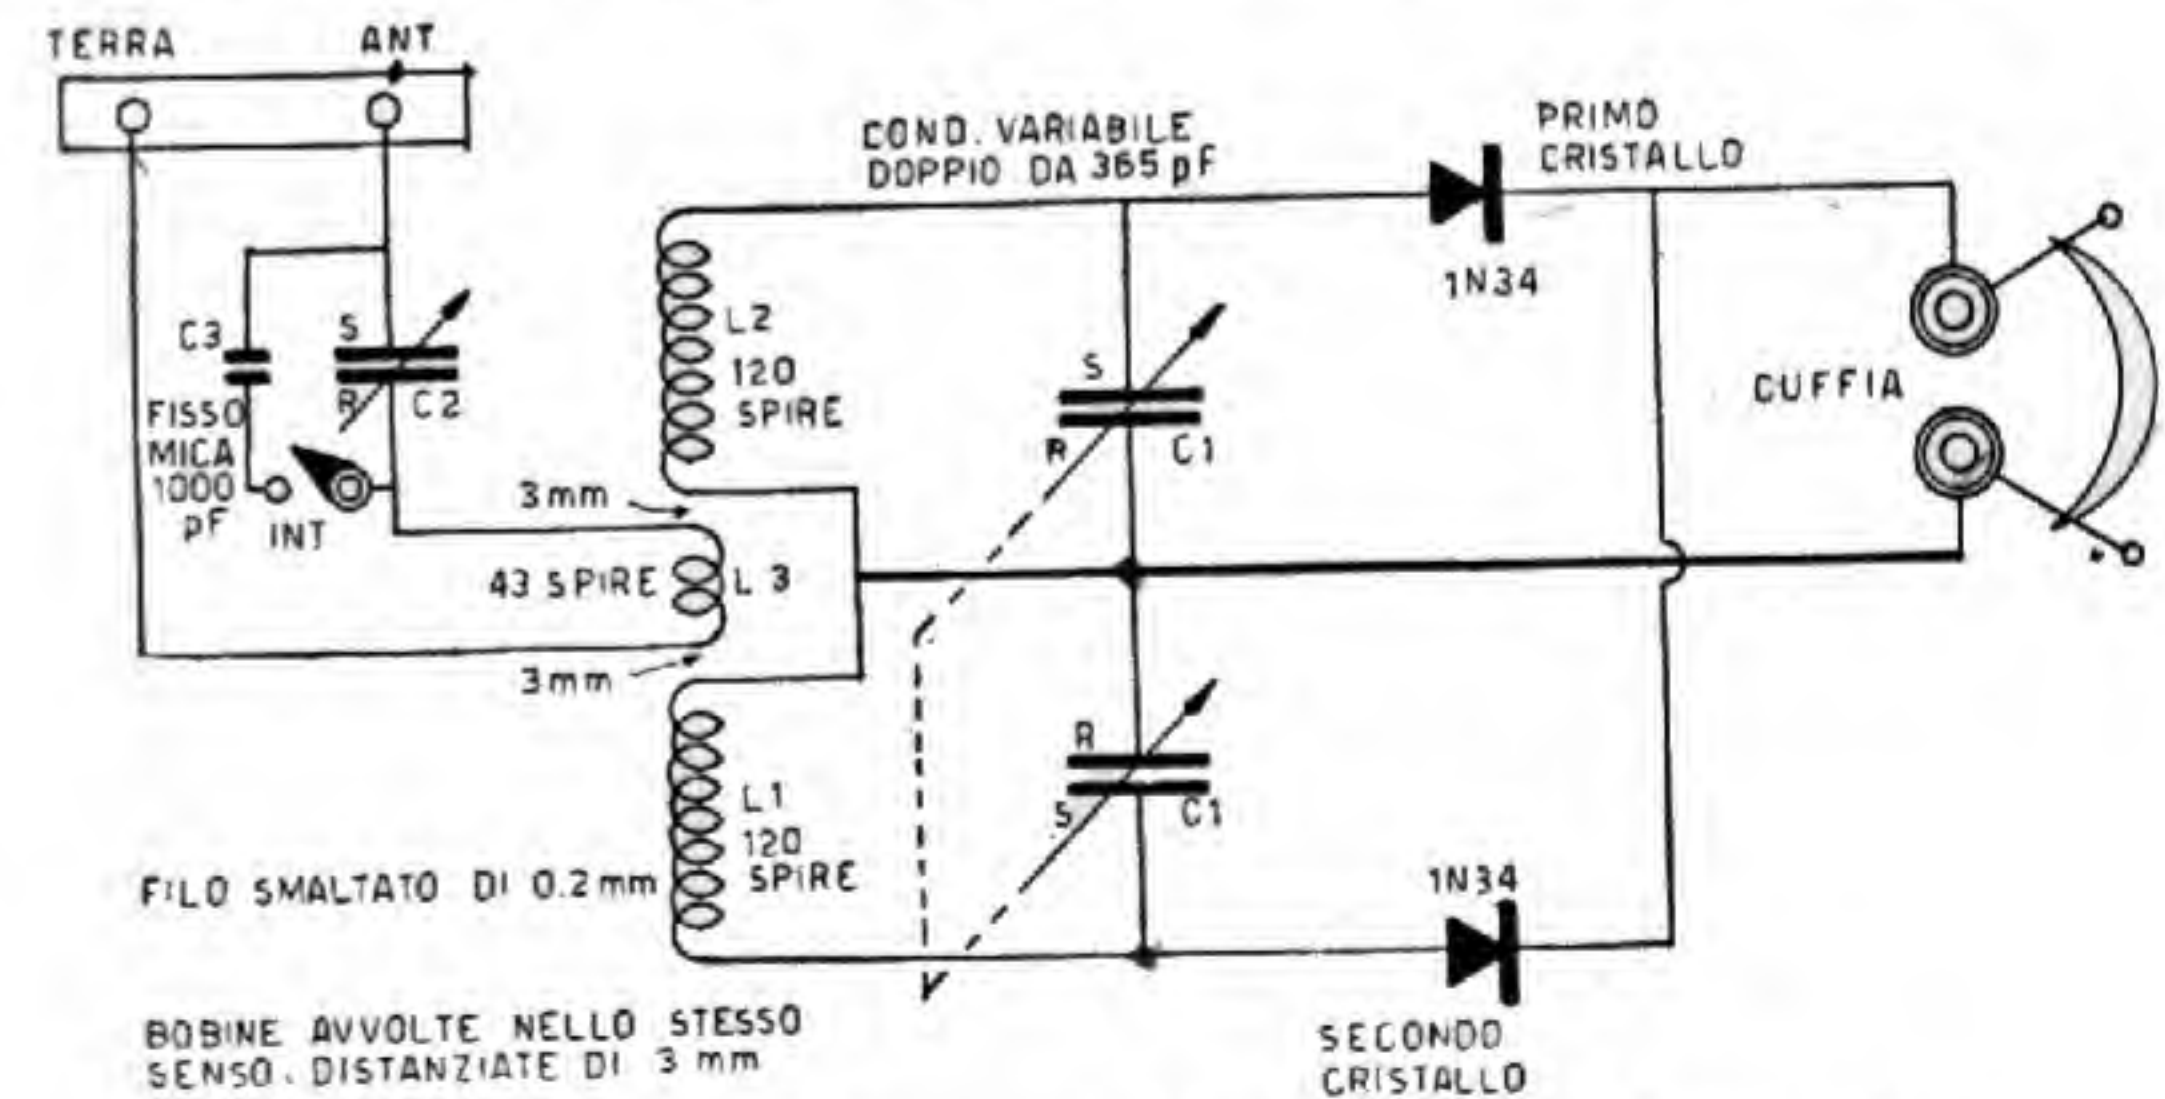 TERRA
ANT.
C3
S
R
C2
FISSO
MICA
1000
pF
INT
3mm
43 SPIRE
L 3
3mm
L2
120
SPIRE
L1
120
SPIRE
FILO SMALTATO DI 0.2mm
BOBINE AVVOLTE NELLO STESSO
SENSO. DISTANZIATE DI 3 mm
COND. VARIABILE
DOPPIO DA 365 pF
S
R
C1
R
S
C1
PRIMO
CRISTALLO
1N34
CUFFIA
1N34
SECONDO
CRISTALLO